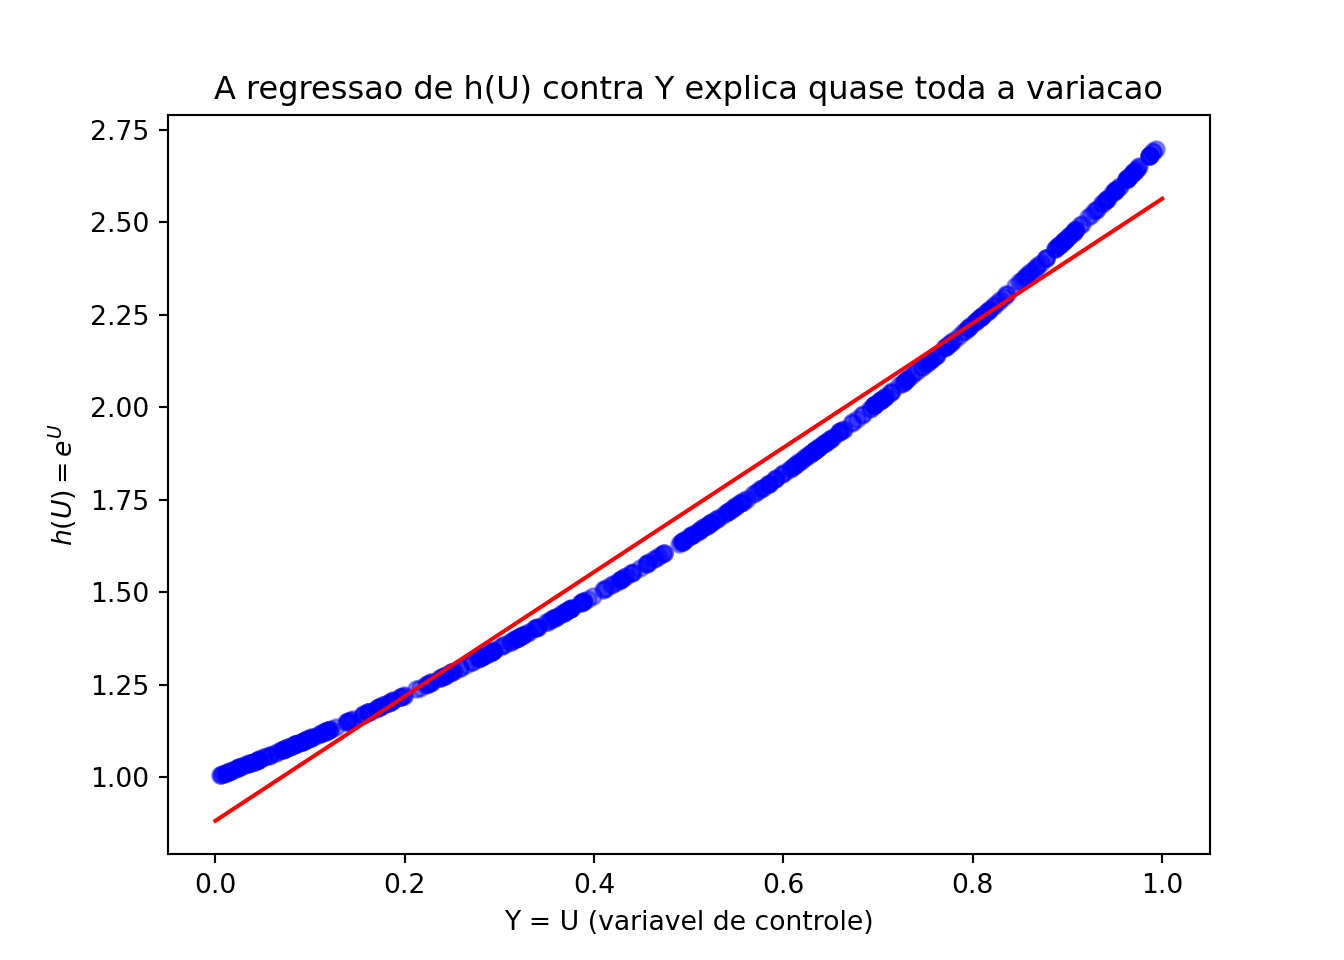 A regressao de h(U) contra Y explica quase toda a variacao
2.75
2.50
2.25
2.00
1.75
1.50
1.25
1.00
h(U) = e^U
0.0 0.2 0.4 0.6 0.8 1.0
Y = U (variavel de controle)